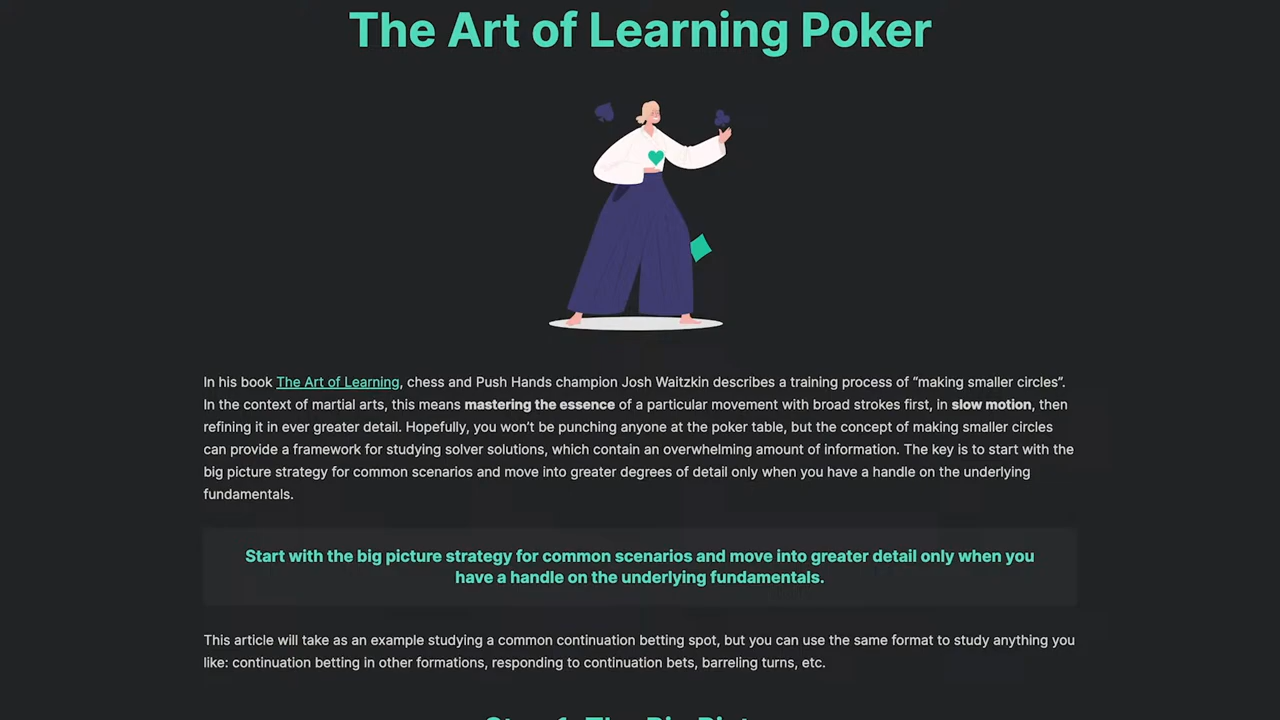 The Art of Learning Poker
In his book The Art of Learning, chess and Push Hands champion Josh Waitzkin describes a training process of “making smaller circles”.
In the context of martial arts, this means mastering the essence of a particular movement with broad strokes first, in slow motion, then
refining it in ever greater detail. Hopefully, you won’t be punching anyone at the poker table, but the concept of making smaller circles
can provide a framework for studying solver solutions, which contain an overwhelming amount of information. The key is to start with the
big picture strategy for common scenarios and move into greater degrees of detail only when you have a handle on the underlying
fundamentals.
Start with the big picture strategy for common scenarios and move into greater detail only when you
have a handle on the underlying fundamentals.
This article will take as an example studying a common continuation betting spot, but you can use the same format to study anything you
like: continuation betting in other formations, responding to continuation bets, barreling turns, etc.